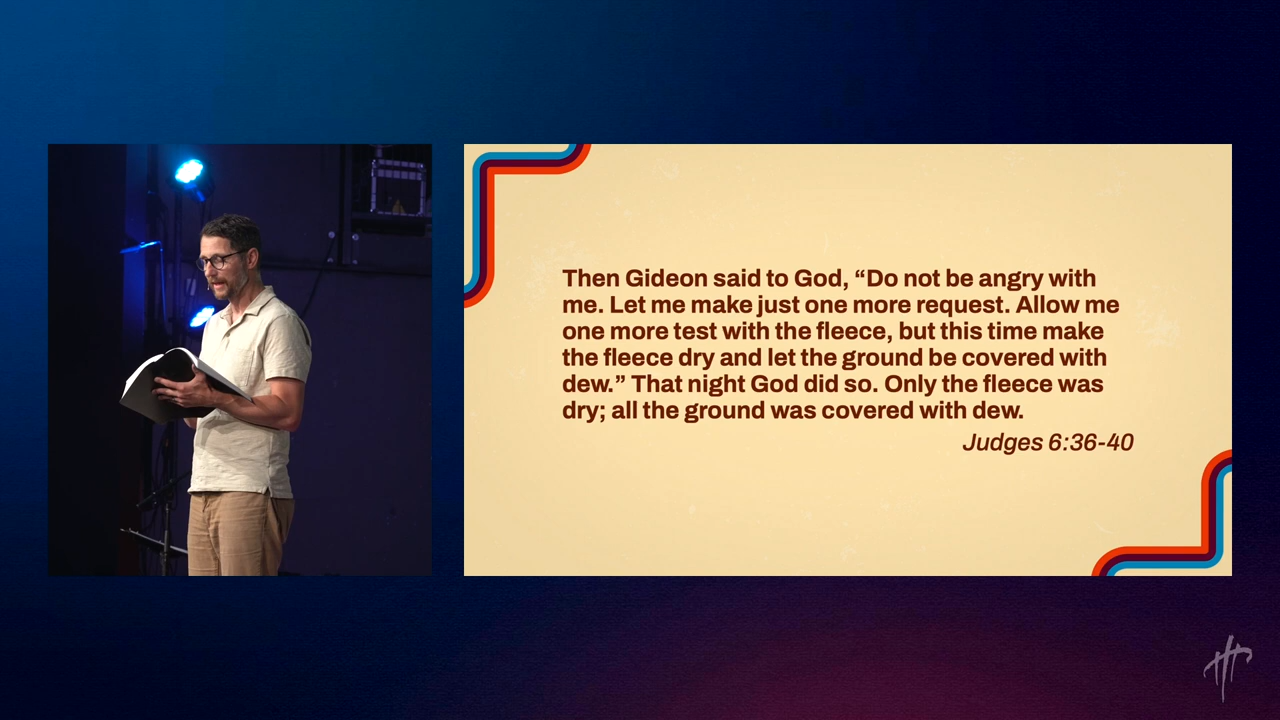 Then Gideon said to God, “Do not be angry with
me. Let me make just one more request. Allow me
one more test with the fleece, but this time make
the fleece dry and let the ground be covered with
dew.” That night God did so. Only the fleece was
dry; all the ground was covered with dew.
Judges 6:36-40